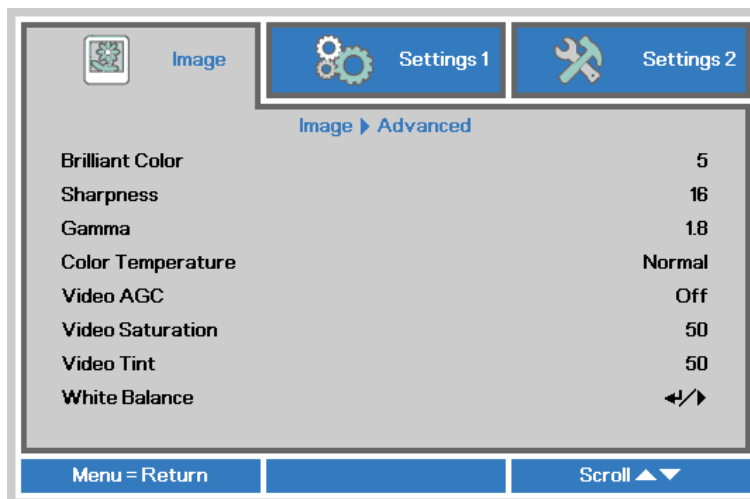 Image Settings 1 Settings 2
Image ▶ Advanced
Brilliant Color 5
Sharpness 16
Gamma 1.8
Color Temperature Normal
Video AGC Off
Video Saturation 50
Video Tint 50
White Balance ↵/▶
Menu = Return Scroll ▲▼